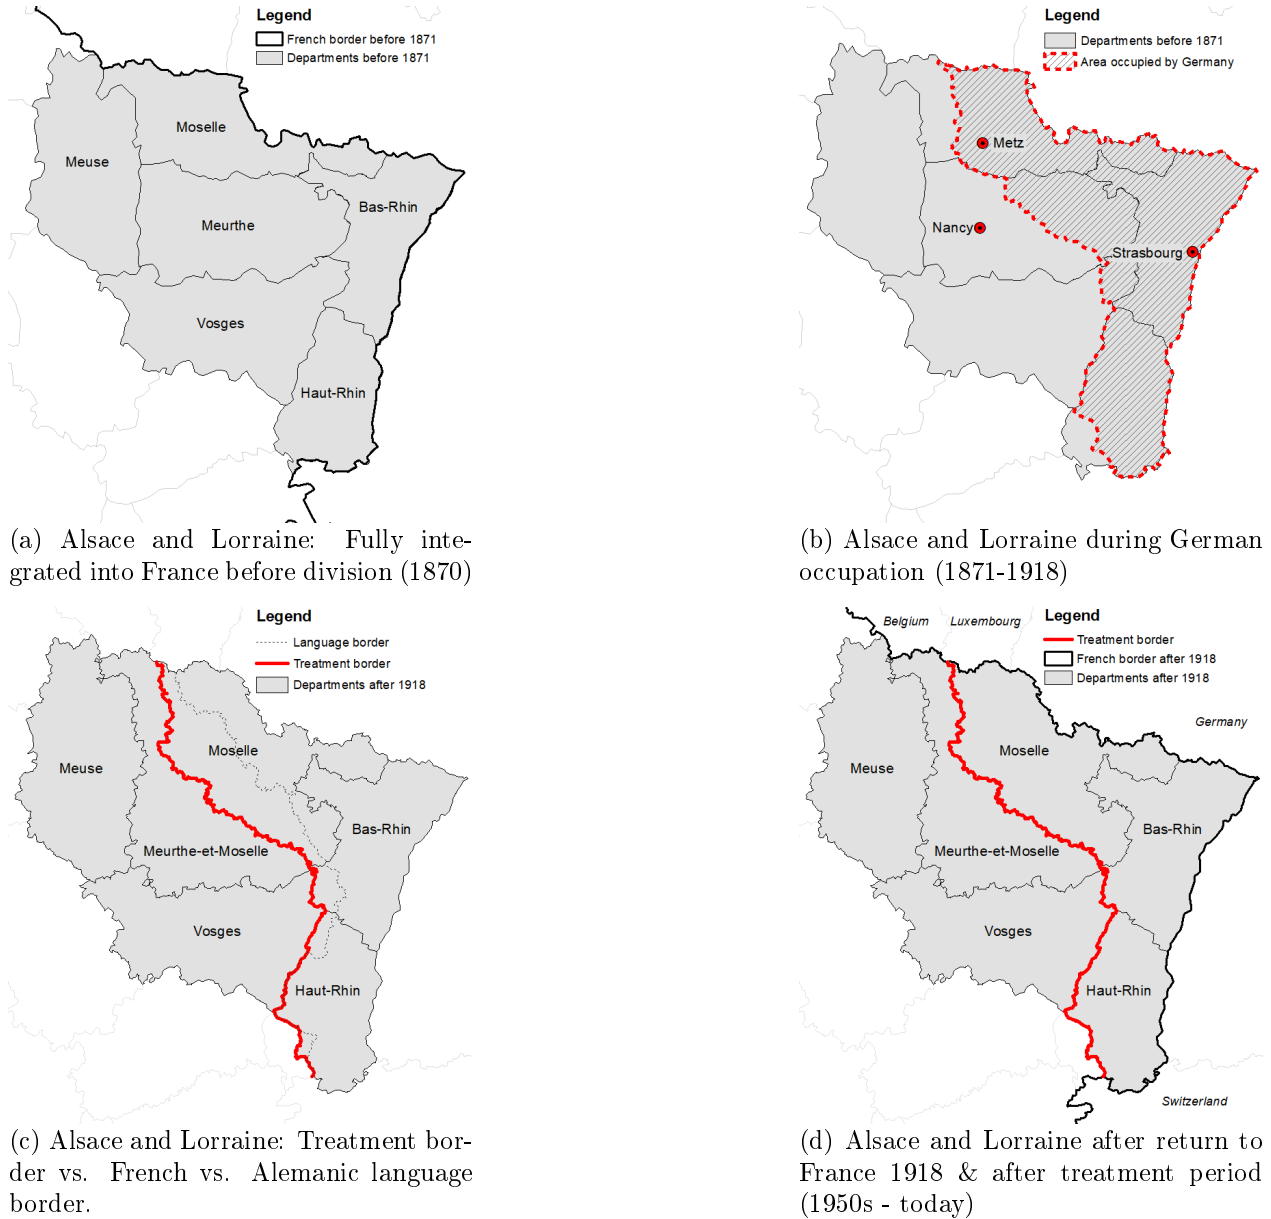 Legend
French border before 1871
Departments before 1871
Moselle
Meuse
Bas-Rhin
Meurthe
Vosges
Haut-Rhin
(a) Alsace and Lorraine: Fully inte-
grated into France before division (1870)
Legend
Departments before 1871
Area occupied by Germany
Metz
Nancy
Strasbourg
(b) Alsace and Lorraine during German
occupation (1871-1918)
Legend
Language border
Treatment border
Departments after 1918
Moselle
Meuse
Bas-Rhin
Meurthe-et-Moselle
Vosges
Haut-Rhin
(c) Alsace and Lorraine: Treatment bor-
der vs. French vs. Alemanic language
border.
Legend
Treatment border
French border after 1918
Departments after 1918
Belgium
Luxembourg
Germany
Moselle
Meuse
Bas-Rhin
Meurthe-et-Moselle
Vosges
Haut-Rhin
Switzerland
(d) Alsace and Lorraine after return to
France 1918 & after treatment period
(1950s - today)